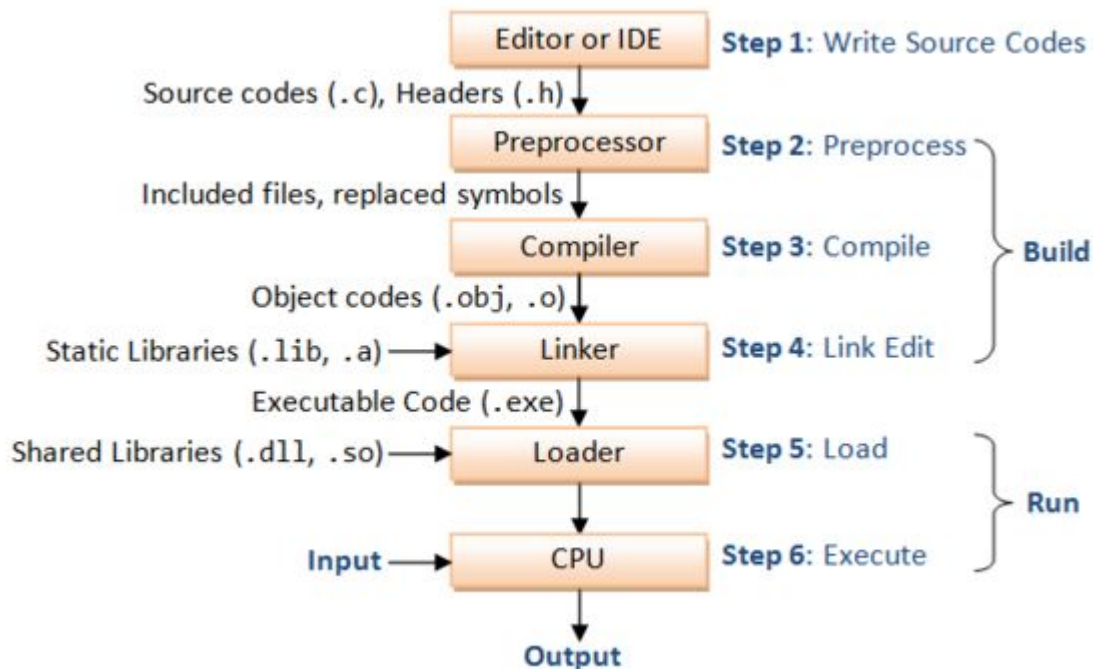 Editor or IDE
Step 1: Write Source Codes
Source codes (.c), Headers (.h)
Preprocessor
Step 2: Preprocess
Included files, replaced symbols
Compiler
Step 3: Compile
Build
Object codes (.obj, .o)
Static Libraries (.lib, .a)
Linker
Step 4: Link Edit
Executable Code (.exe)
Shared Libraries (.dll, .so)
Loader
Step 5: Load
Run
Input
CPU
Step 6: Execute
Output